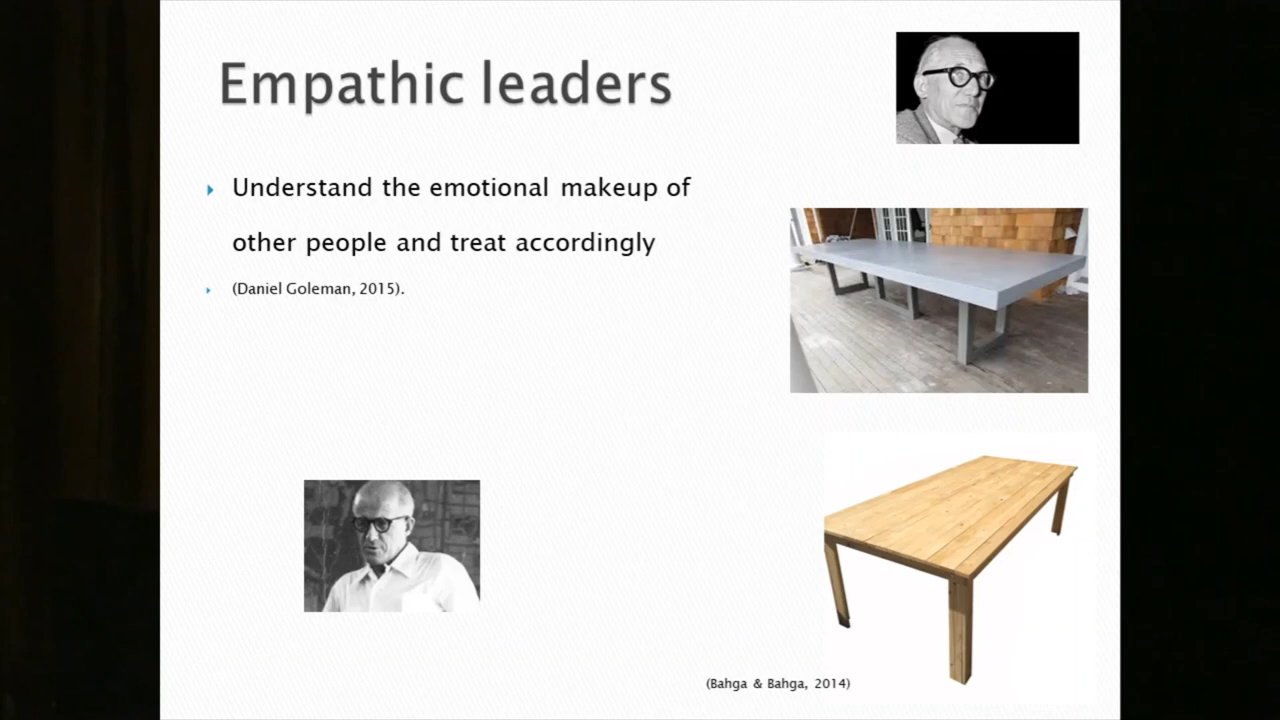 Empathic leaders
Understand the emotional makeup of
other people and treat accordingly
(Daniel Goleman, 2015).
(Bahga & Bahga, 2014)